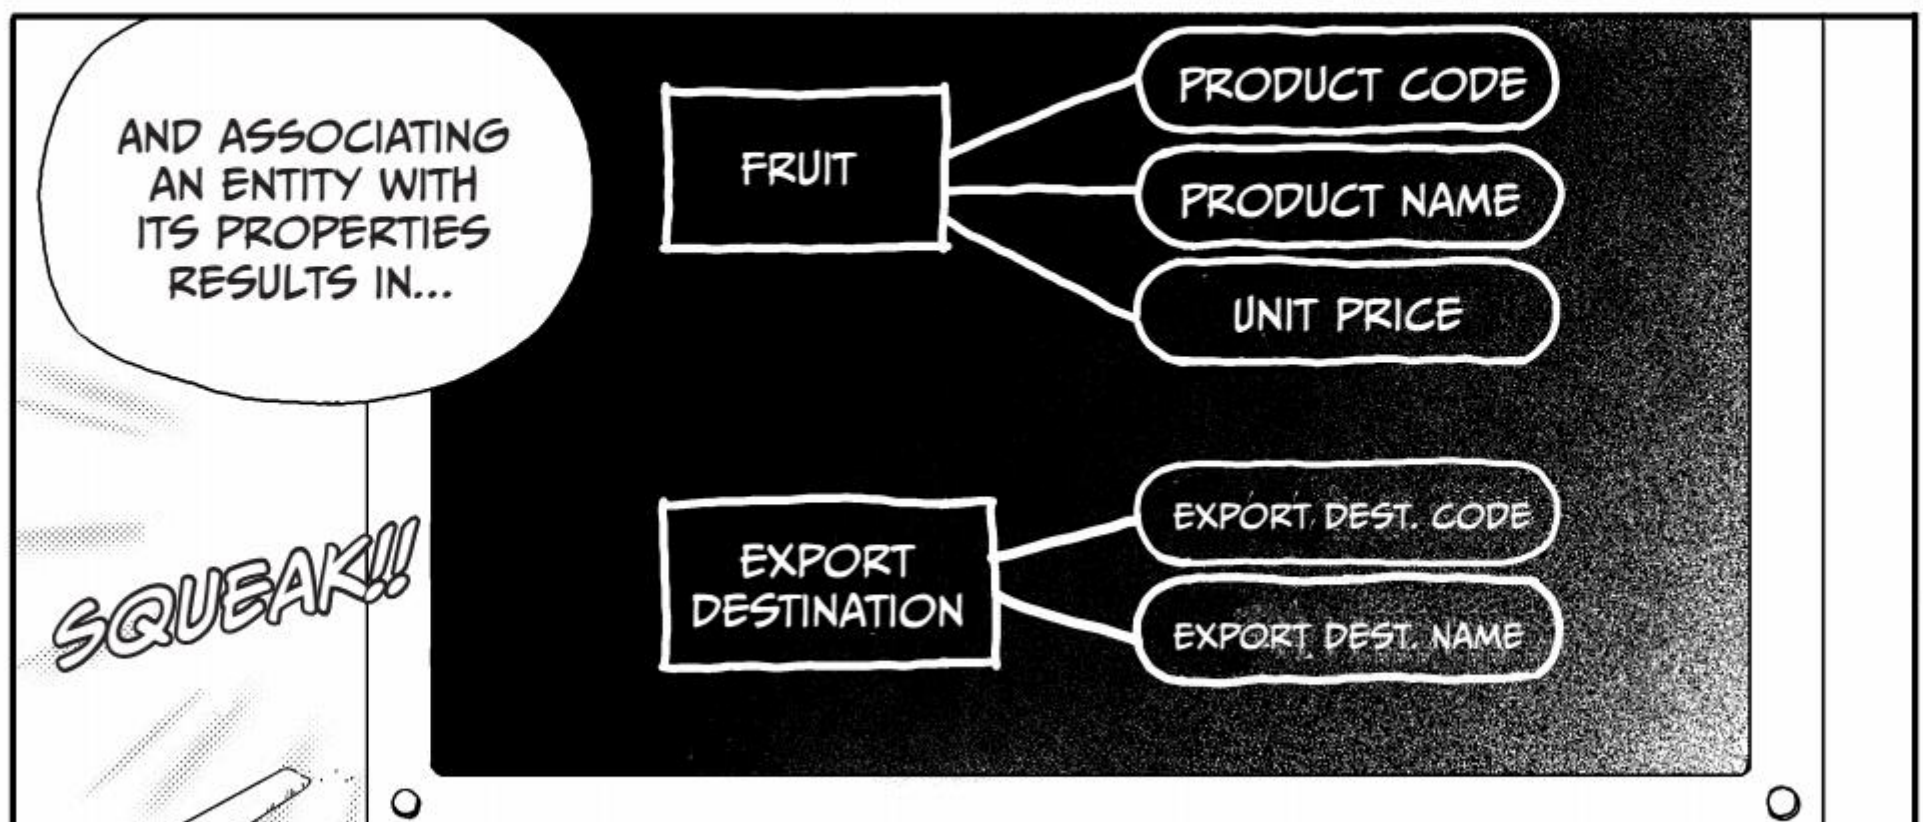 AND ASSOCIATING
AN ENTITY WITH
ITS PROPERTIES
RESULTS IN...
FRUIT
PRODUCT CODE
PRODUCT NAME
UNIT PRICE
EXPORT
DESTINATION
EXPORT DEST. CODE
EXPORT DEST. NAME
SQUEAK!!